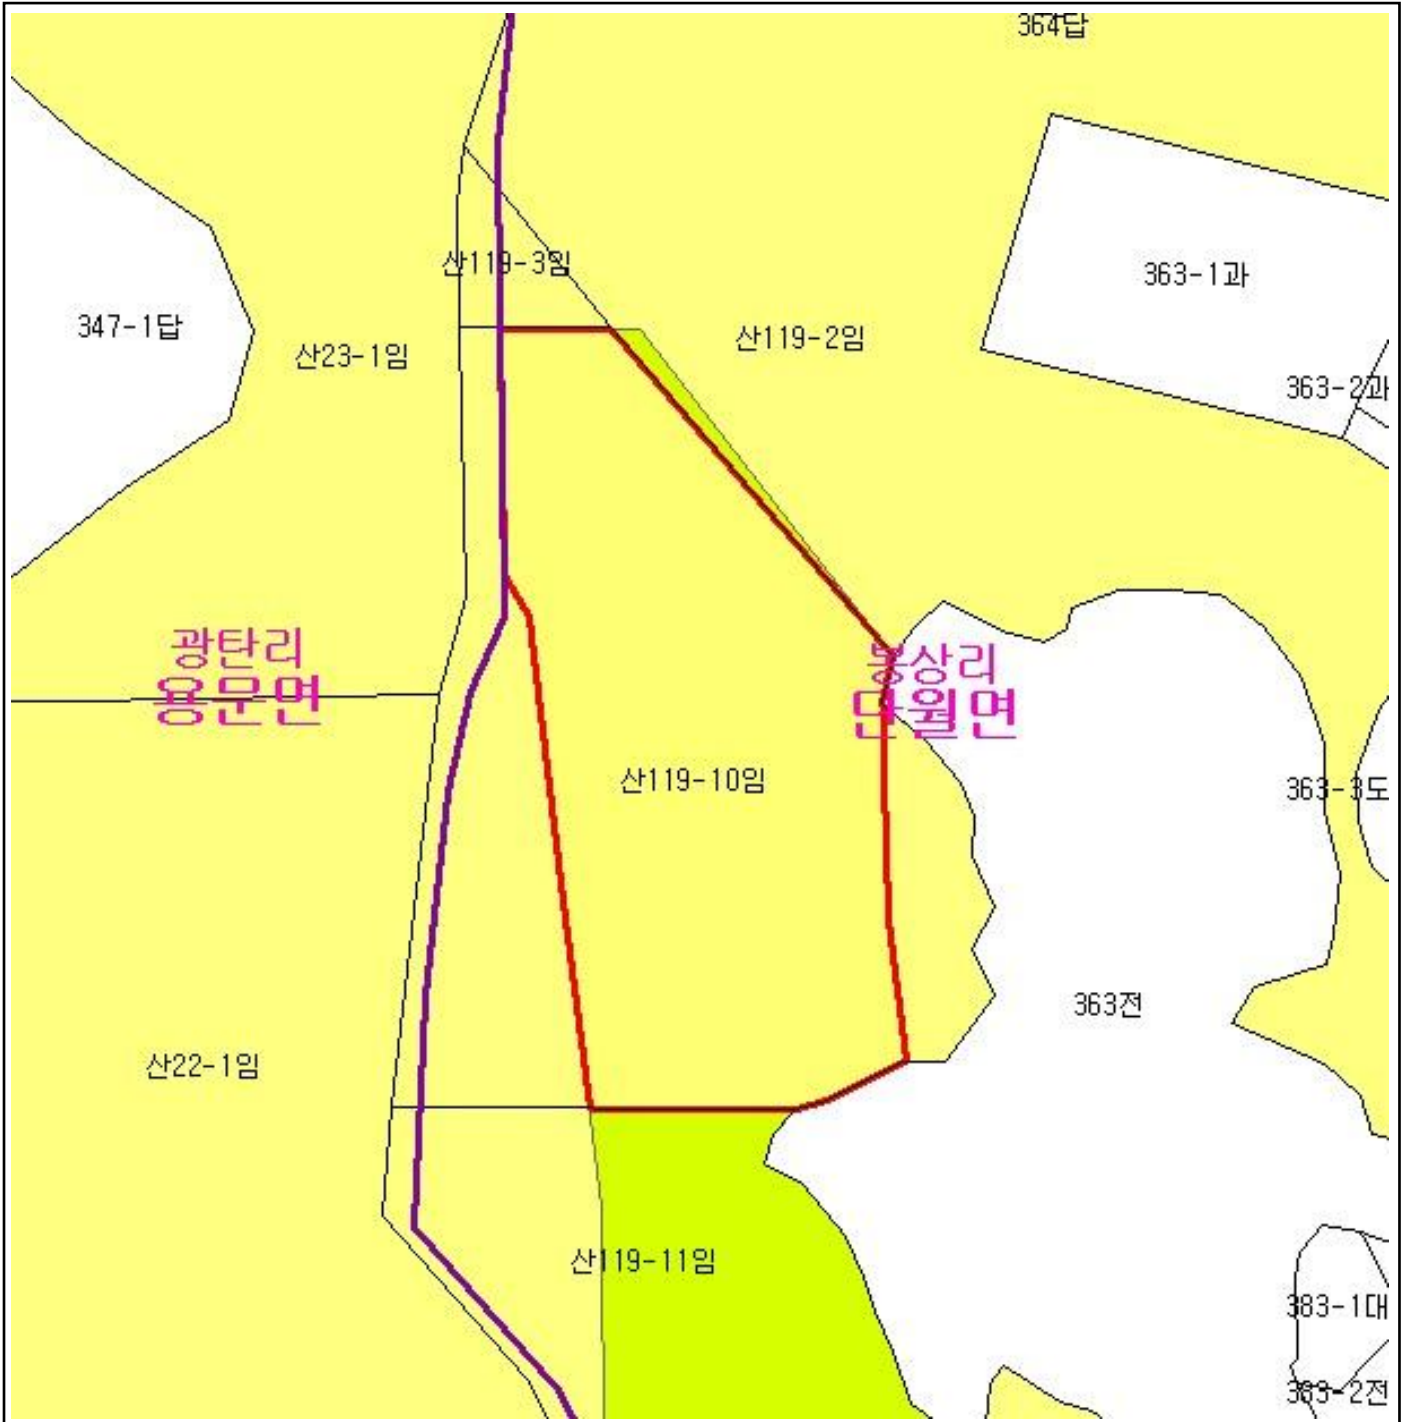 364답
363-1과
산119-3임
347-1답
산119-2임
산23-1임
363-2과
광탄리
용문면
봉상리
단월면
산119-10임
363-3도
363전
산22-1임
산119-11임
383-1대
383-2전